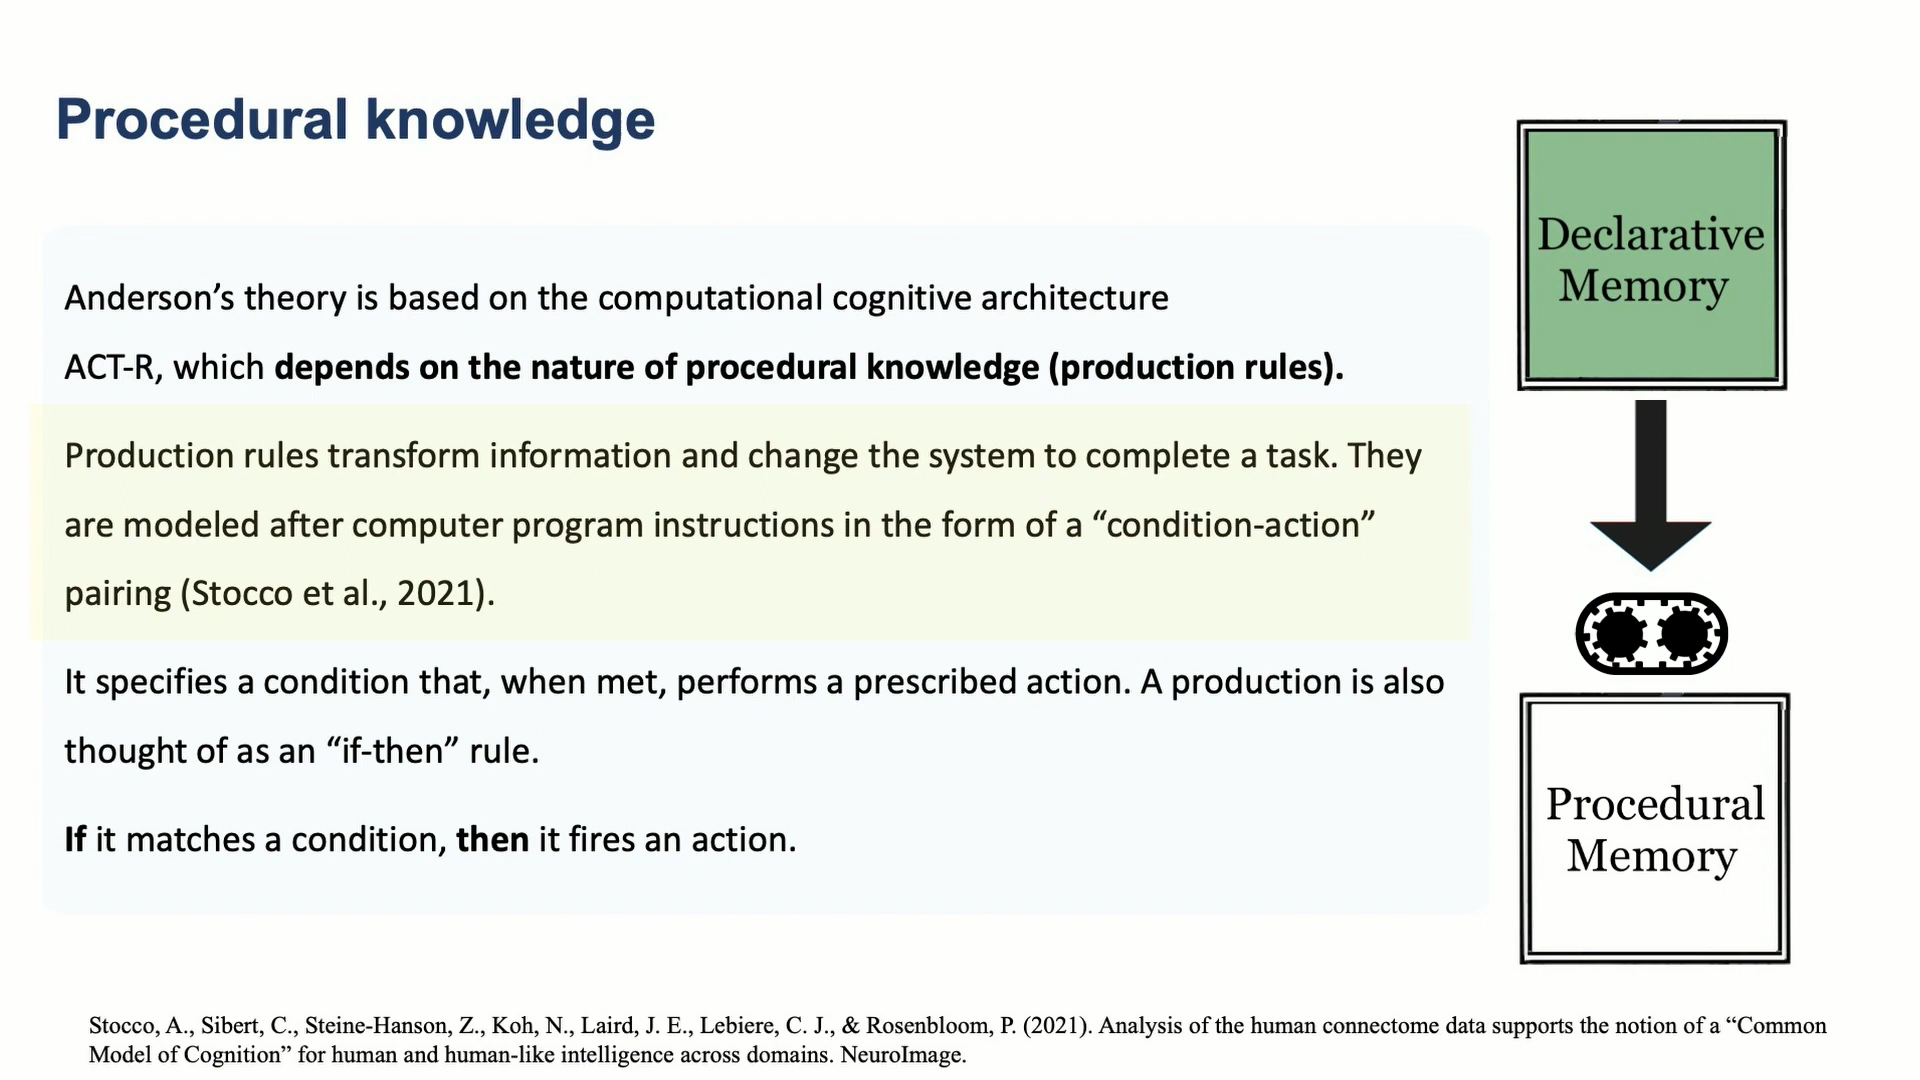 Procedural knowledge
Anderson’s theory is based on the computational cognitive architecture
ACT-R, which depends on the nature of procedural knowledge (production rules).
Production rules transform information and change the system to complete a task. They
are modeled after computer program instructions in the form of a “condition-action”
pairing (Stocco et al., 2021).
It specifies a condition that, when met, performs a prescribed action. A production is also
thought of as an “if-then” rule.
If it matches a condition, then it fires an action.
Declarative
Memory
Procedural
Memory
Stocco, A., Sibert, C., Steine-Hanson, Z., Koh, N., Laird, J. E., Lebiere, C. J., & Rosenbloom, P. (2021). Analysis of the human connectome data supports the notion of a “Common
Model of Cognition” for human and human-like intelligence across domains. NeuroImage.